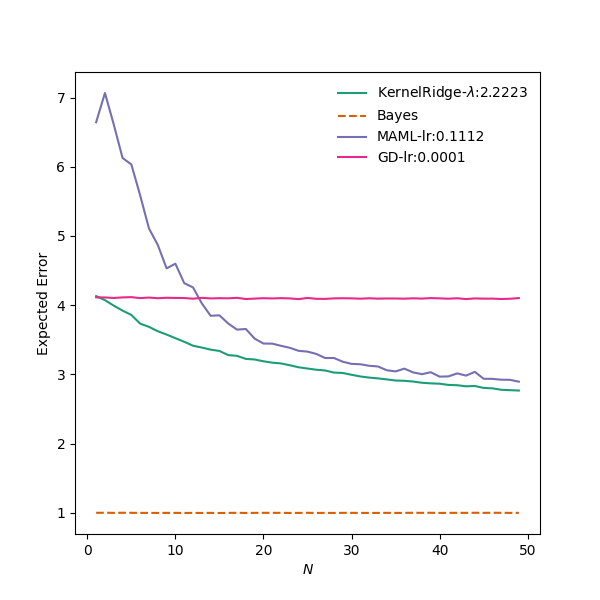 KernelRidge-λ:2.2223
Bayes
MAML-lr:0.1112
GD-lr:0.0001
Expected Error
7
6
5
4
3
2
1
0 10 20 30 40 50
N